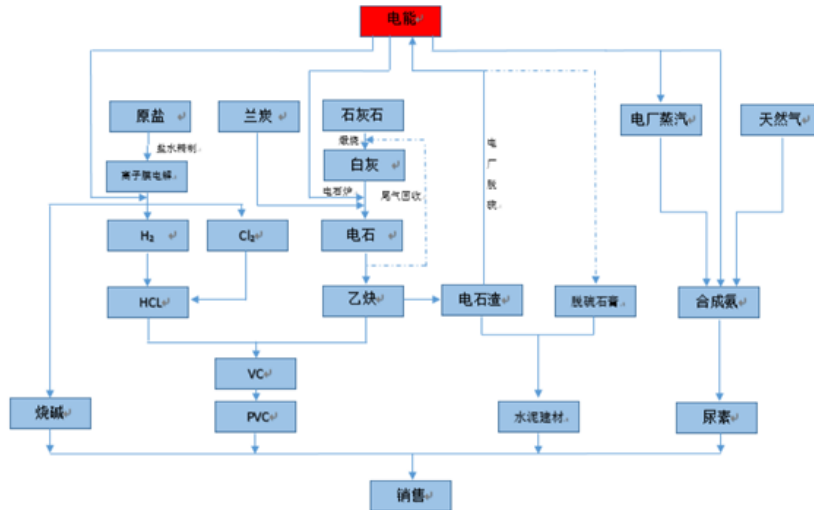 电能
原盐
兰炭
石灰石
电厂蒸汽
天然气
盐水精制
煅烧
离子膜电解
白灰
电石炉
尾气回收
电厂脱硫
H₂
Cl₂
电石
HCL
乙炔
电石渣
脱硫石膏
合成氨
VC
烧碱
PVC
水泥建材
尿素
销售